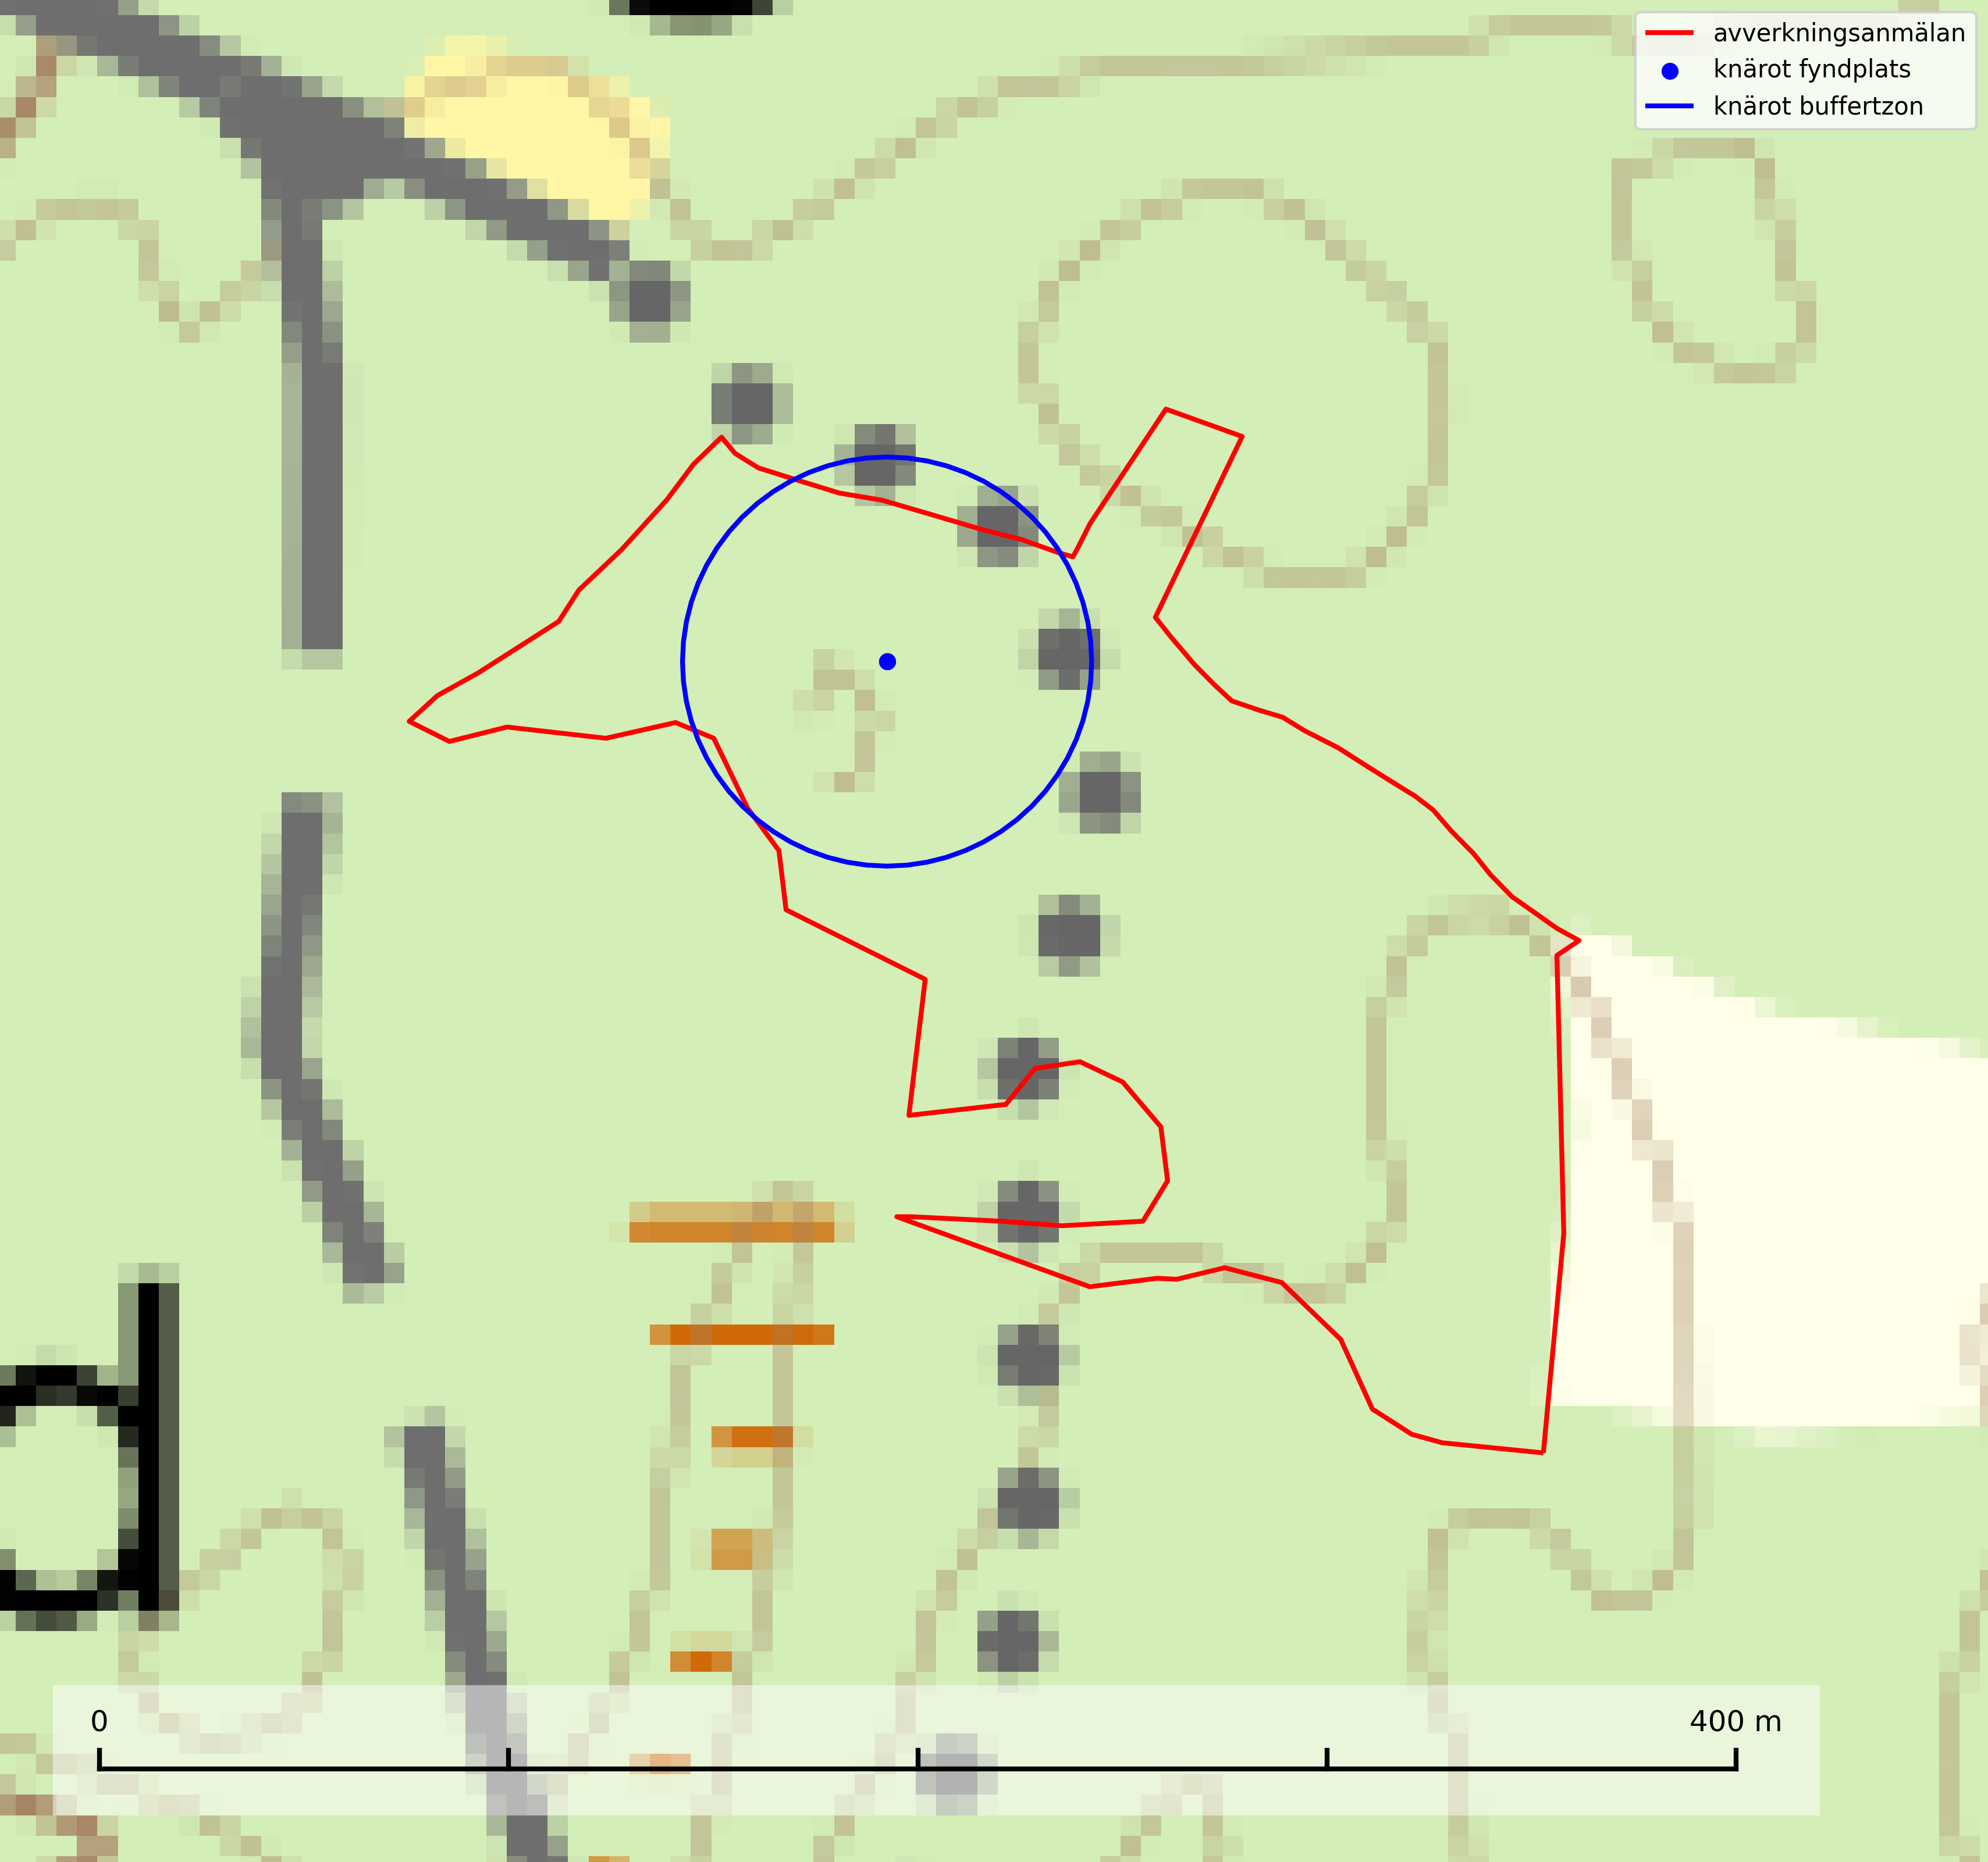 avverkningsanmälan
knärot fyndplats
knärot buffertzon
0 400 m